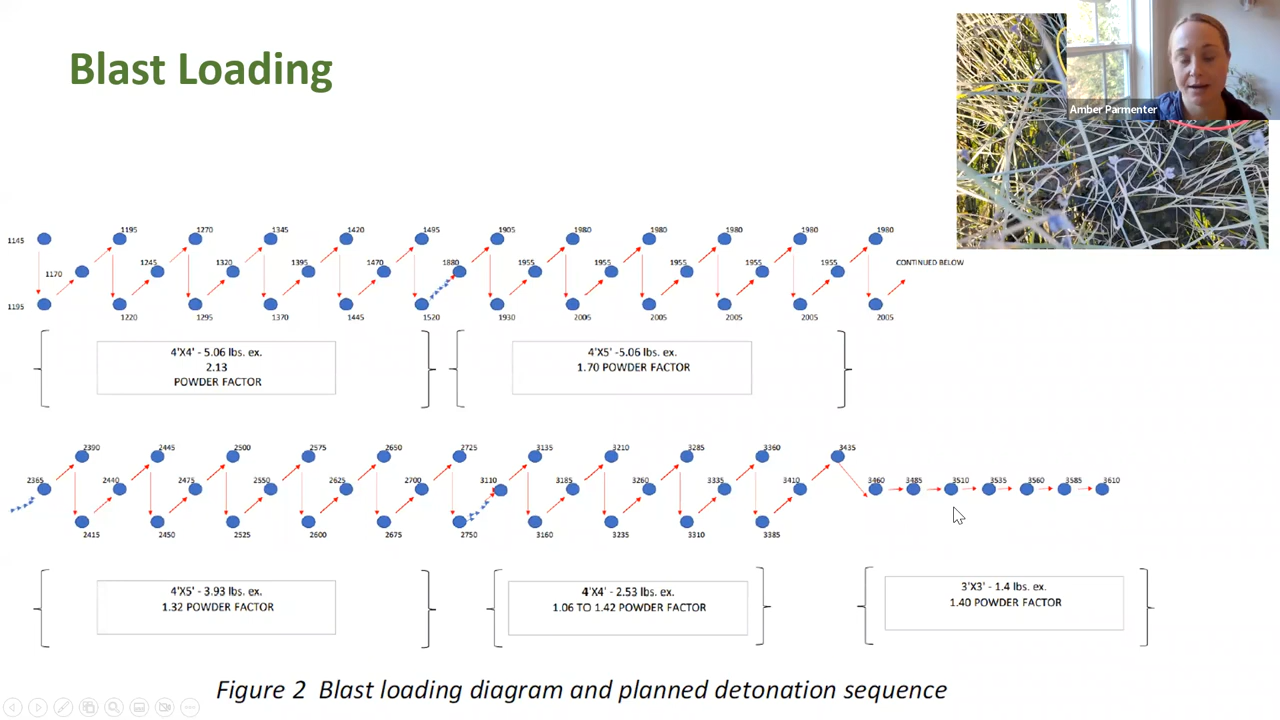 Blast Loading
Amber Parmenter
1195 1270 1345 1420 1495 1905 1980 1980 1980 1980 1980
1145
1170 1245 1320 1395 1470 1880 1955 1955 1955 1955 1955 CONTINUED BELOW
1195
1220 1295 1370 1445 1520 1930 2005 2005 2005 2005 2005
4'X4' - 5.06 lbs. ex.
2.13
POWDER FACTOR
4'X5' -5.06 lbs. ex.
1.70 POWDER FACTOR
2390 2445 2500 2575 2650 2725 3135 3210 3285 3360 3435
2365 2440 2475 2550 2625 2700 3110 3185 3260 3335 3410 3460 3485 3510 3535 3560 3585 3610
2415 2450 2525 2600 2675 2750 3160 3235 3310 3385
4'X5' - 3.93 lbs. ex.
1.32 POWDER FACTOR
4'X4' - 2.53 lbs. ex.
1.06 TO 1.42 POWDER FACTOR
3'X3' - 1.4 lbs. ex.
1.40 POWDER FACTOR
Figure 2 Blast loading diagram and planned detonation sequence